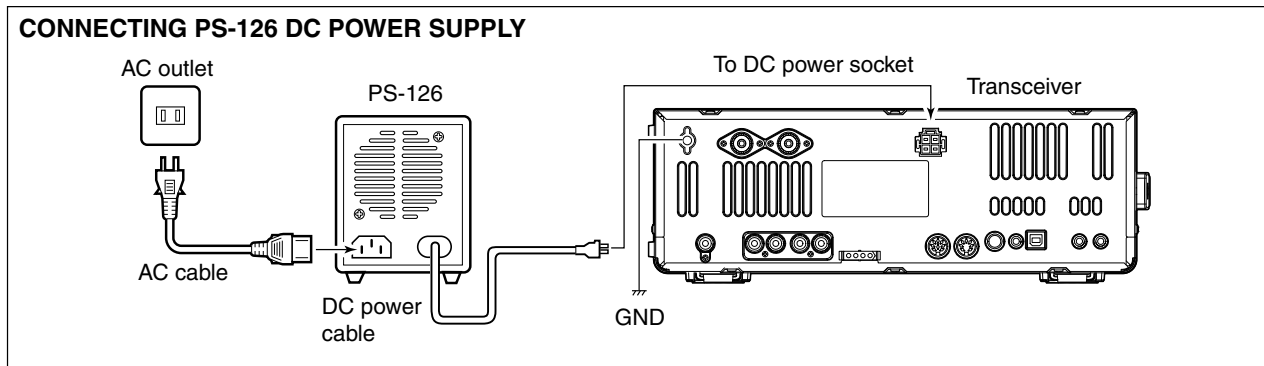 CONNECTING PS-126 DC POWER SUPPLY
AC outlet
PS-126
To DC power socket
Transceiver
AC cable
DC power
cable
GND